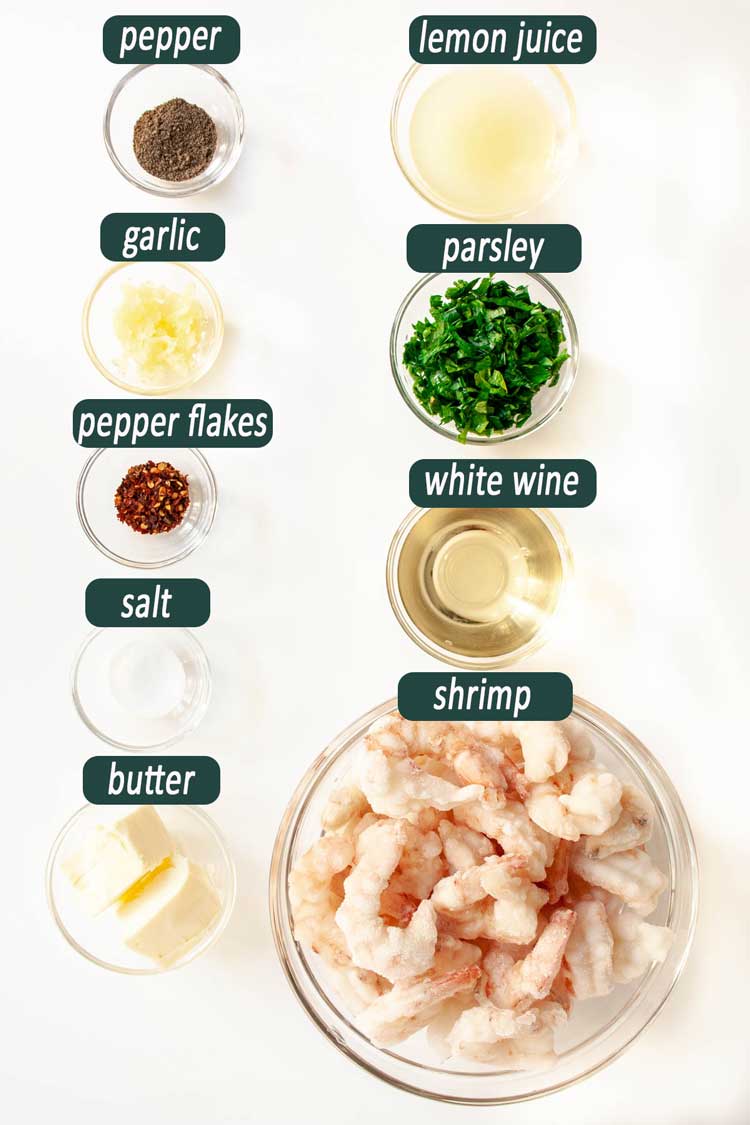 pepper
lemon juice
garlic
parsley
pepper flakes
white wine
salt
shrimp
butter